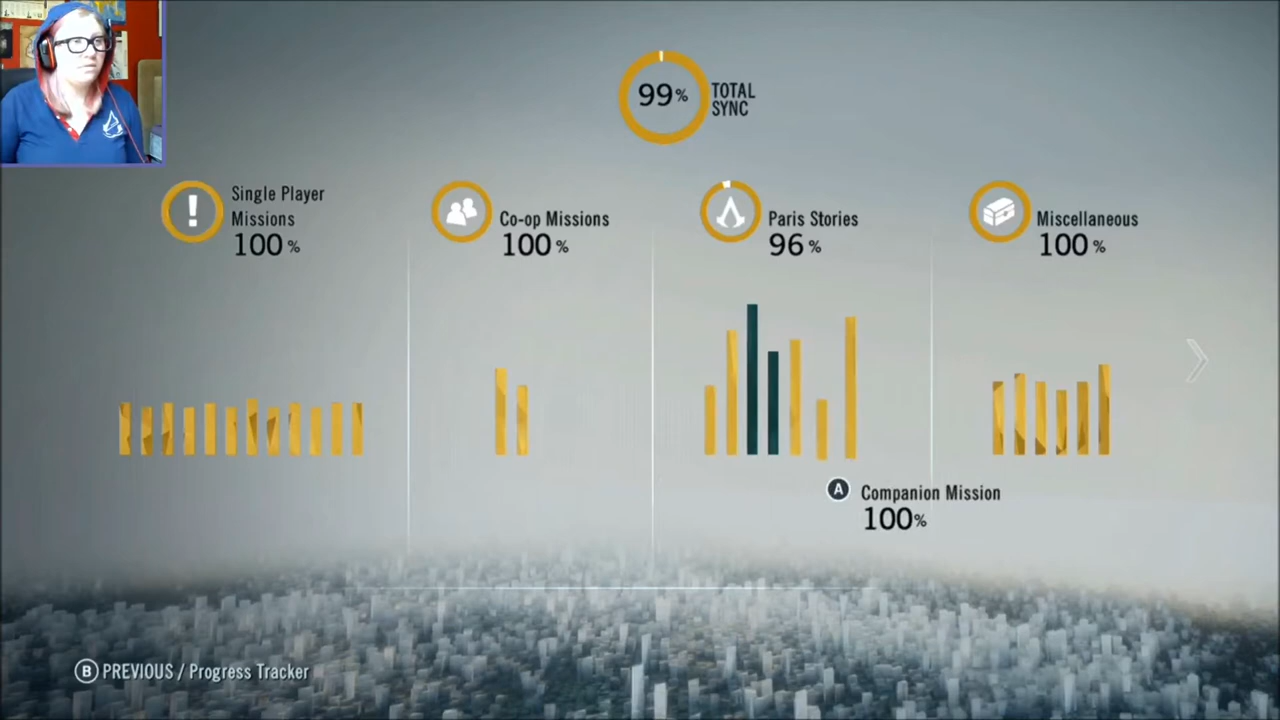 99%
TOTAL
SYNC
Single Player
Missions
100 %
Co-op Missions
100 %
Paris Stories
96 %
Miscellaneous
100 %
A Companion Mission
100%
B PREVIOUS / Progress Tracker